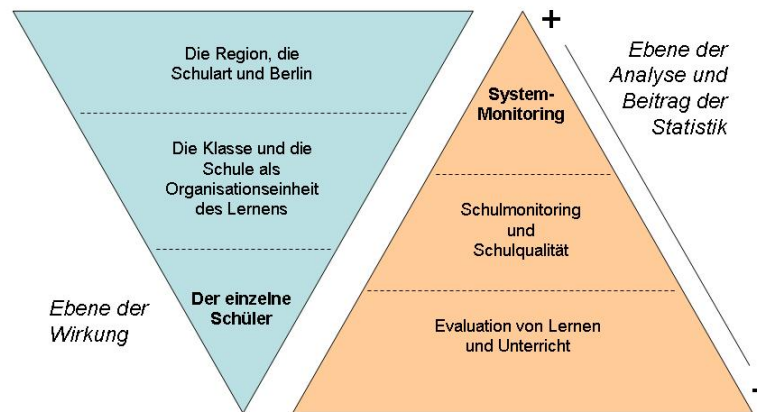 Die Region, die
Schulart und Berlin
Die Klasse und die
Schule als
Organisationseinheit
des Lernens
Der einzelne
Schüler
Ebene der
Wirkung
+
System-
Monitoring
Schulmonitoring
und
Schulqualität
Evaluation von Lernen
und Unterricht
Ebene der
Analyse und
Beitrag der
Statistik
-